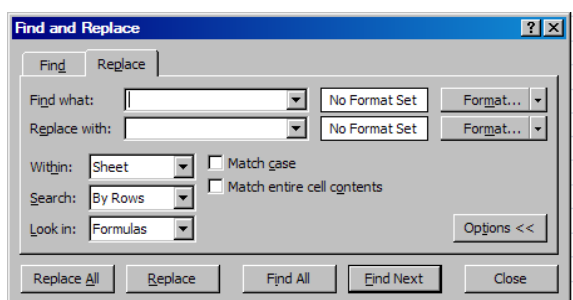 Find and Replace
Find Replace
Find what: No Format Set Format...
Replace with: No Format Set Format...
Within: Sheet Match case
Match entire cell contents
Search: By Rows
Look in: Formulas Options <<
Replace All Replace Find All Find Next Close